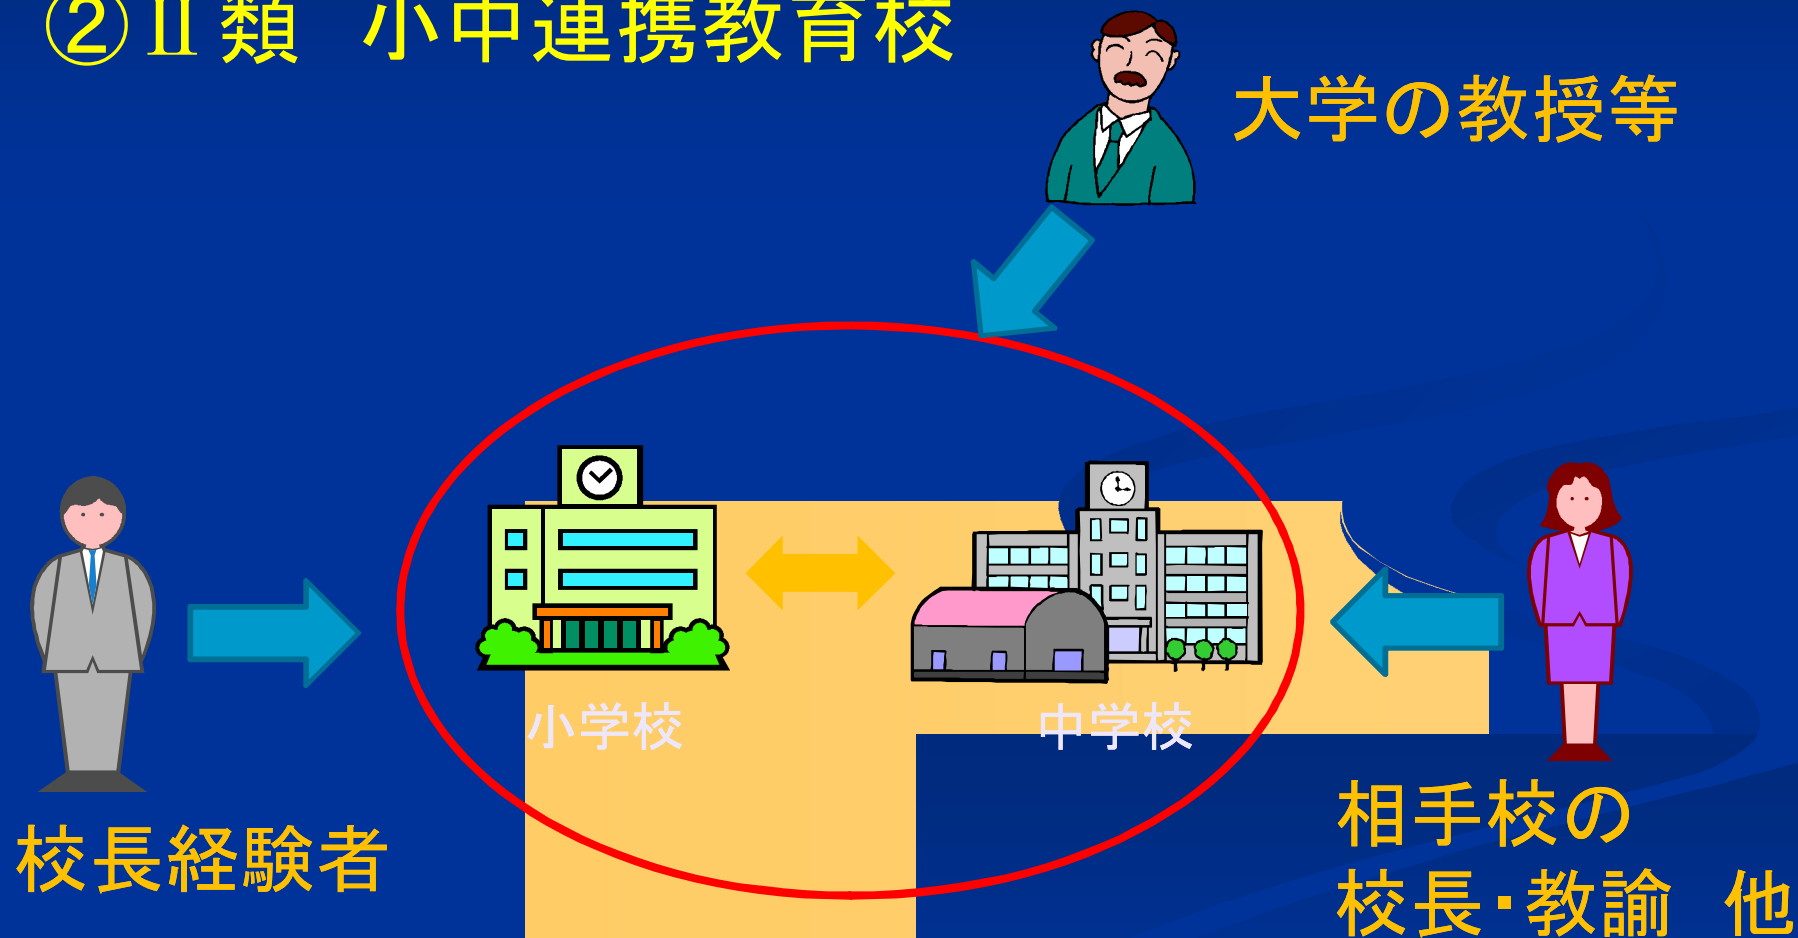 ②Ⅱ類　小中連携教育校
大学の教授等
小学校
中学校
校長経験者
相手校の
校長・教諭　他